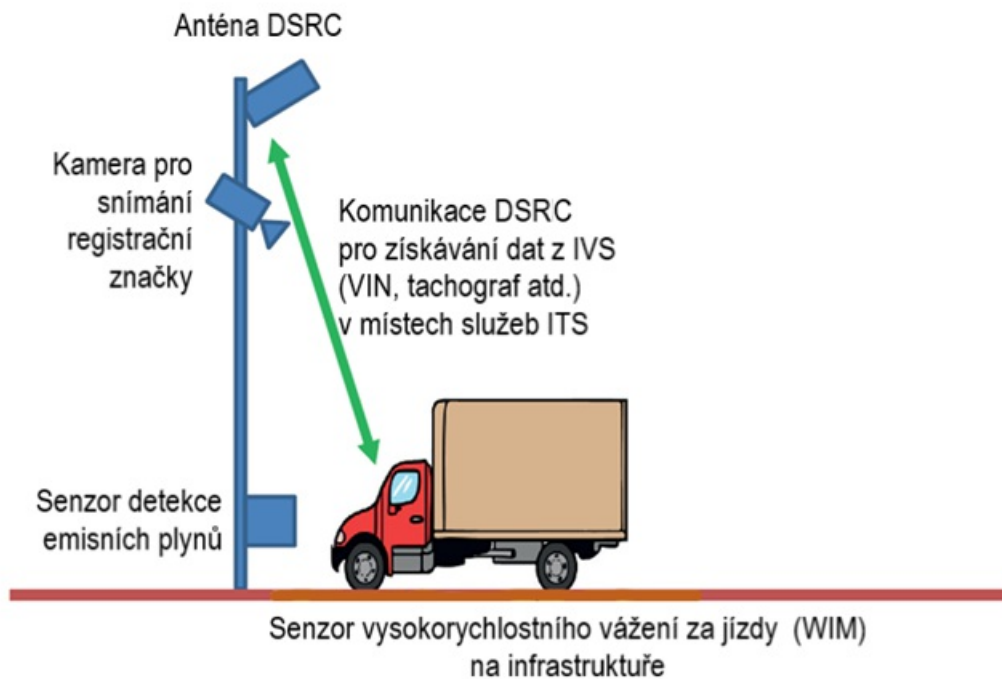 Anténa DSRC
Kamera pro
snímání
registrační
značky
Komunikace DSRC
pro získávání dat z IVS
(VIN, tachograf atd.)
v místech služeb ITS
Senzor detekce
emisních plynů
Senzor vysokorychlostního vážení za jízdy (WIM)
na infrastruktuře